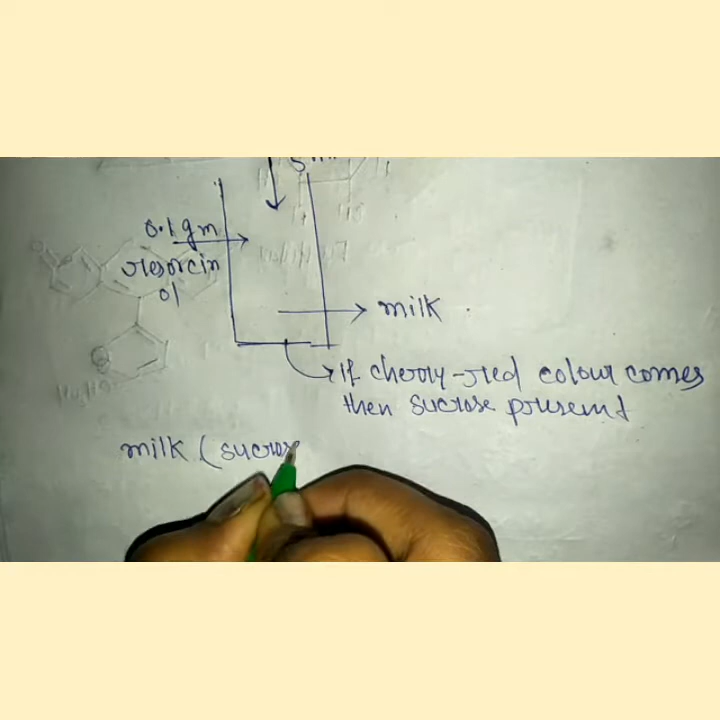 0.1 gm
resorcin
ol
milk
if cherry-red colour comes
then sucrose present
milk (sucros